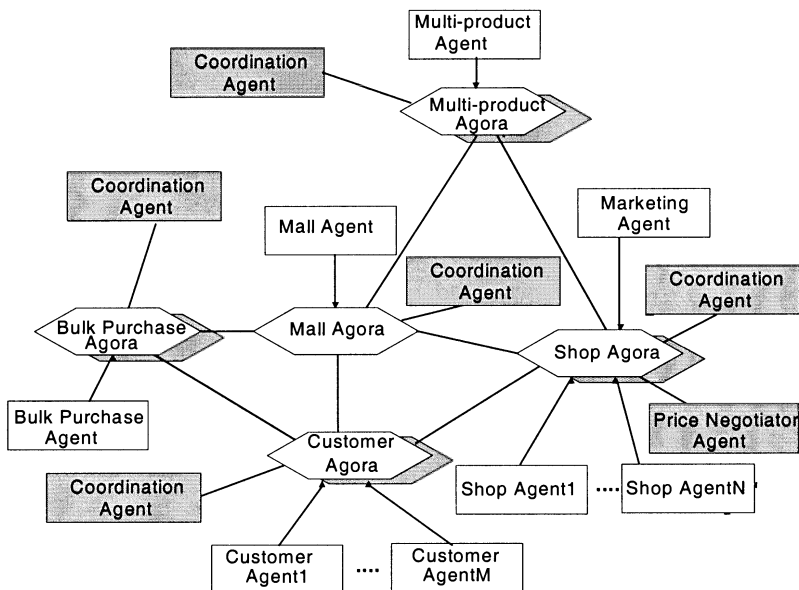 Multi-product
Agent
Coordination
Agent
Multi-product
Agora
Coordination
Agent
Mall Agent
Marketing
Agent
Coordination
Agent
Coordination
Agent
Bulk Purchase
Agora
Mall Agora
Shop Agora
Bulk Purchase
Agent
Customer
Agora
Price Negotiator
Agent
Coordination
Agent
Shop Agent1
....
Shop AgentN
Customer
Agent1
....
Customer
AgentM